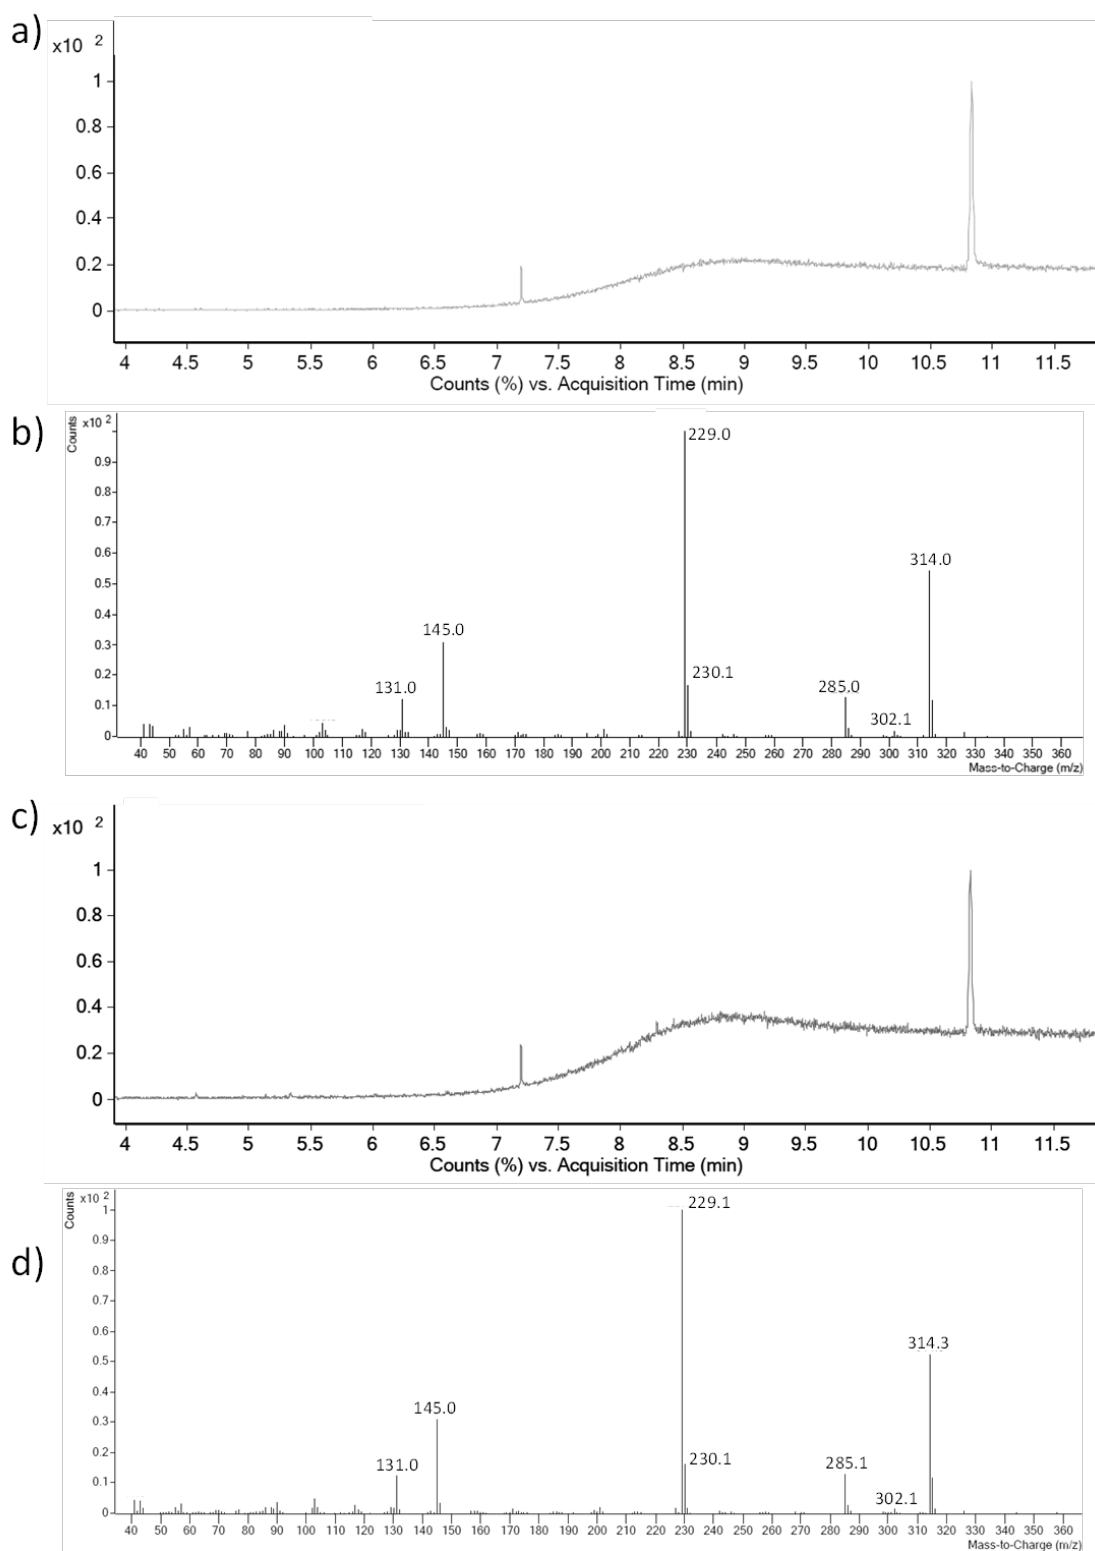 a)
x10 2
1
0.8
0.6
0.4
0.2
0
4 4.5 5 5.5 6 6.5 7 7.5 8 8.5 9 9.5 10 10.5 11 11.5
Counts (%) vs. Acquisition Time (min)
b)
Counts
x10 2
0.9
0.8
0.7
0.6
0.5
0.4
0.3
0.2
0.1
0
229.0
314.0
145.0
230.1
131.0
285.0
302.1
40 50 60 70 80 90 100 110 120 130 140 150 160 170 180 190 200 210 220 230 240 250 260 270 280 290 300 310 320 330 340 350 360
Mass-to-Charge (m/z)
c)
x10 2
1
0.8
0.6
0.4
0.2
0
4 4.5 5 5.5 6 6.5 7 7.5 8 8.5 9 9.5 10 10.5 11 11.5
Counts (%) vs. Acquisition Time (min)
d)
Counts
x10 2
1
0.9
0.8
0.7
0.6
0.5
0.4
0.3
0.2
0.1
0
229.1
314.3
145.0
230.1
131.0
285.1
302.1
40 50 60 70 80 90 100 110 120 130 140 150 160 170 180 190 200 210 220 230 240 250 260 270 280 290 300 310 320 330 340 350 360
Mass-to-Charge (m/z)